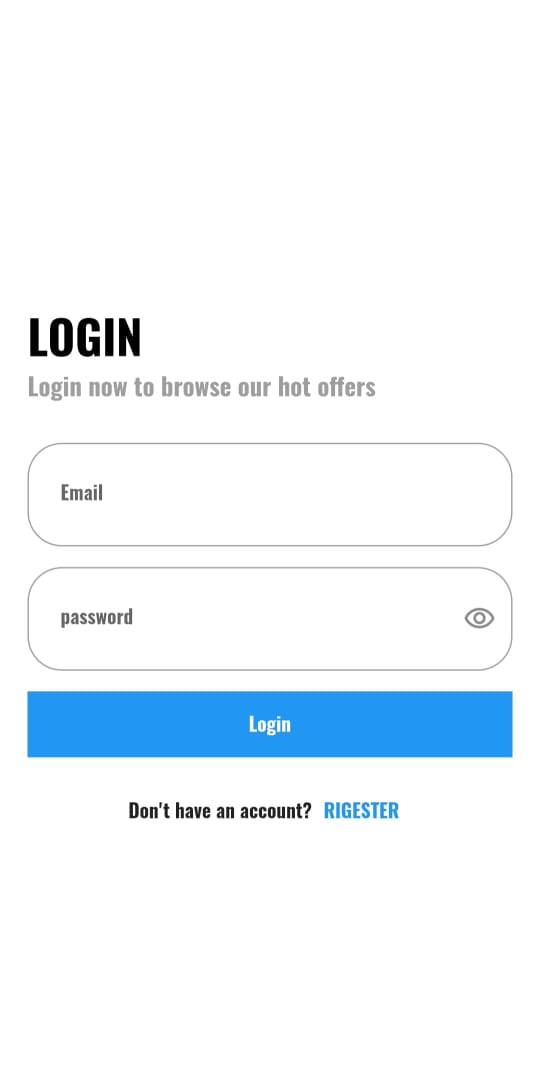 LOGIN
Login now to browse our hot offers
Email
password
Login
Don't have an account? RIGESTER